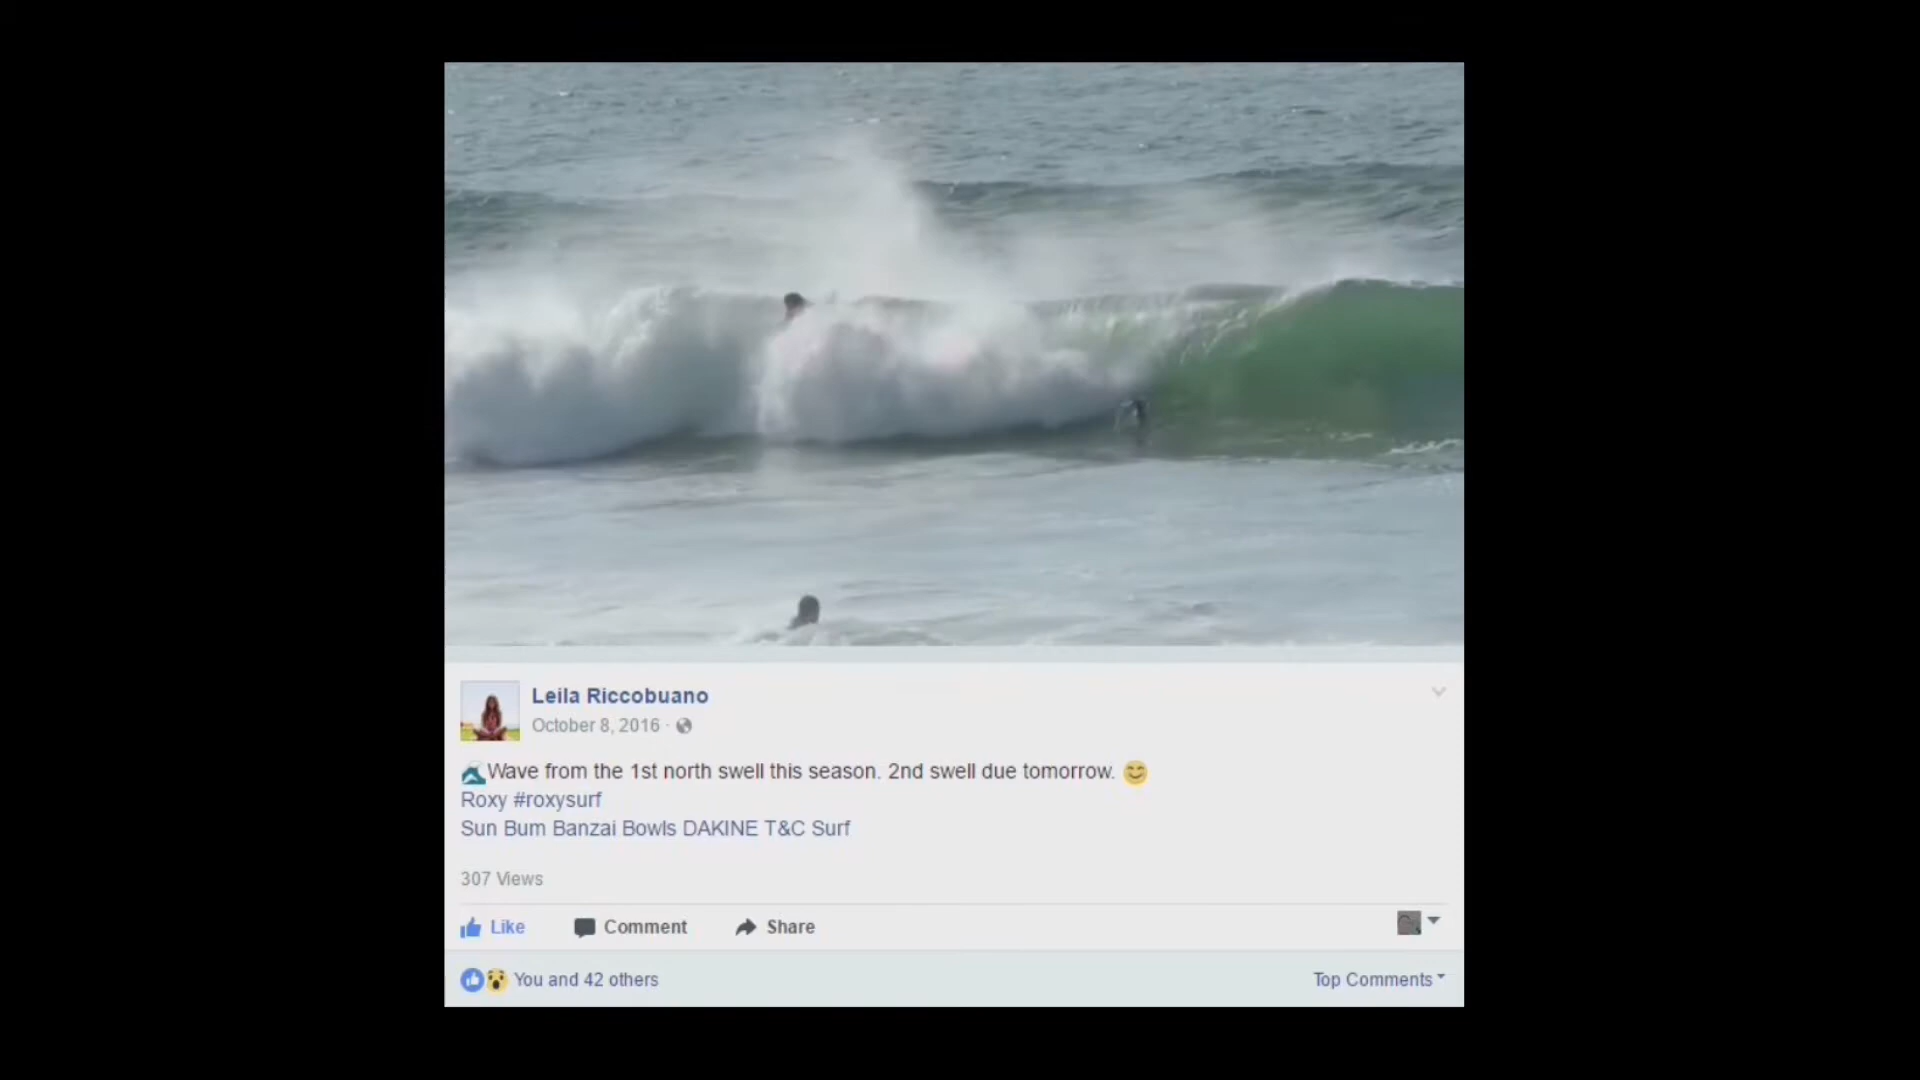 Leila Riccobuano
October 8, 2016 ·
Wave from the 1st north swell this season. 2nd swell due tomorrow.
Roxy #roxysurf
Sun Bum Banzai Bowls DAKINE T&C Surf
307 Views
Like Comment Share
You and 42 others Top Comments